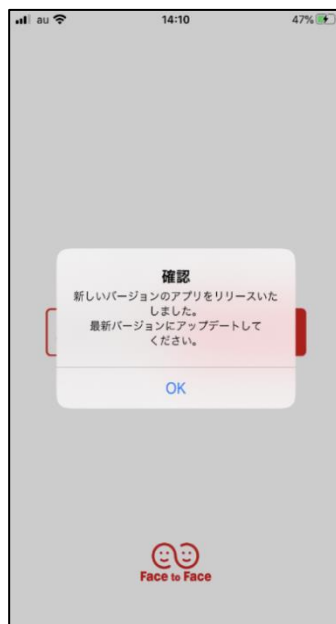 au
14:10
47%
確認
新しいバージョンのアプリをリリースいた
しました。
最新バージョンにアップデートして
ください。
OK
Face to Face